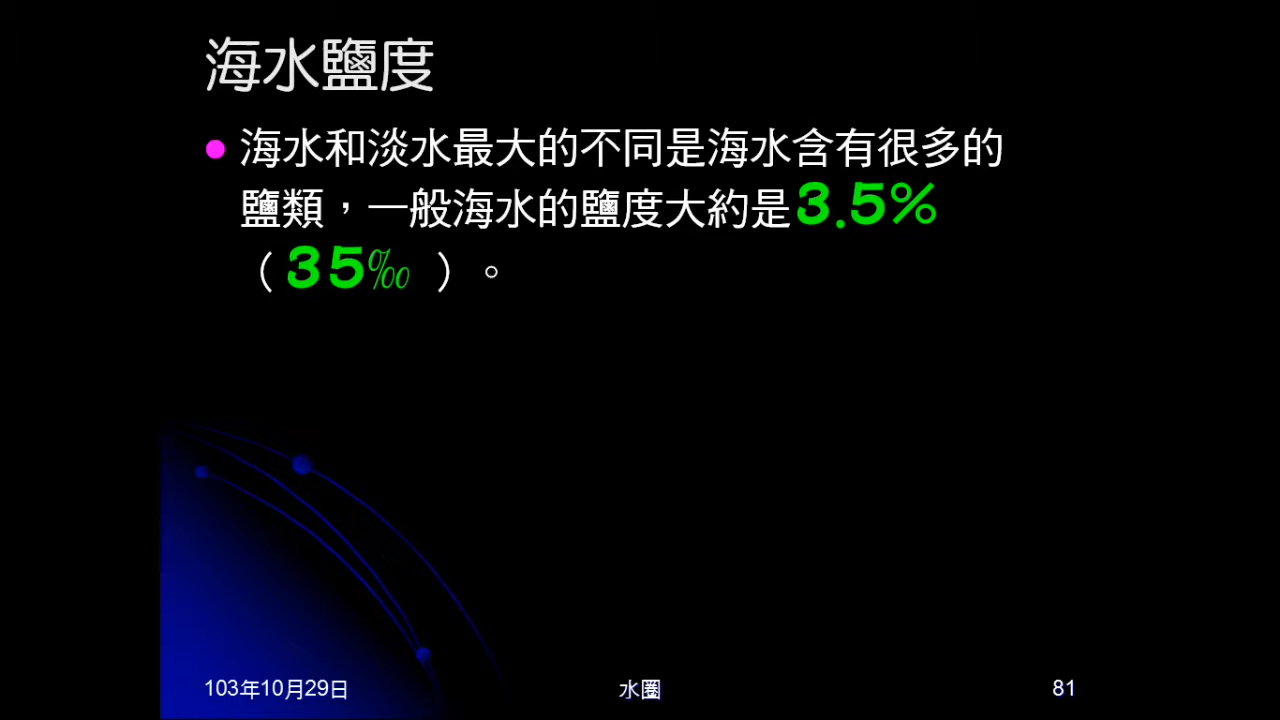 海水鹽度
海水和淡水最大的不同是海水含有很多的
鹽類，一般海水的鹽度大約是3.5%
（35‰ ）。
103年10月29日 水圈 81